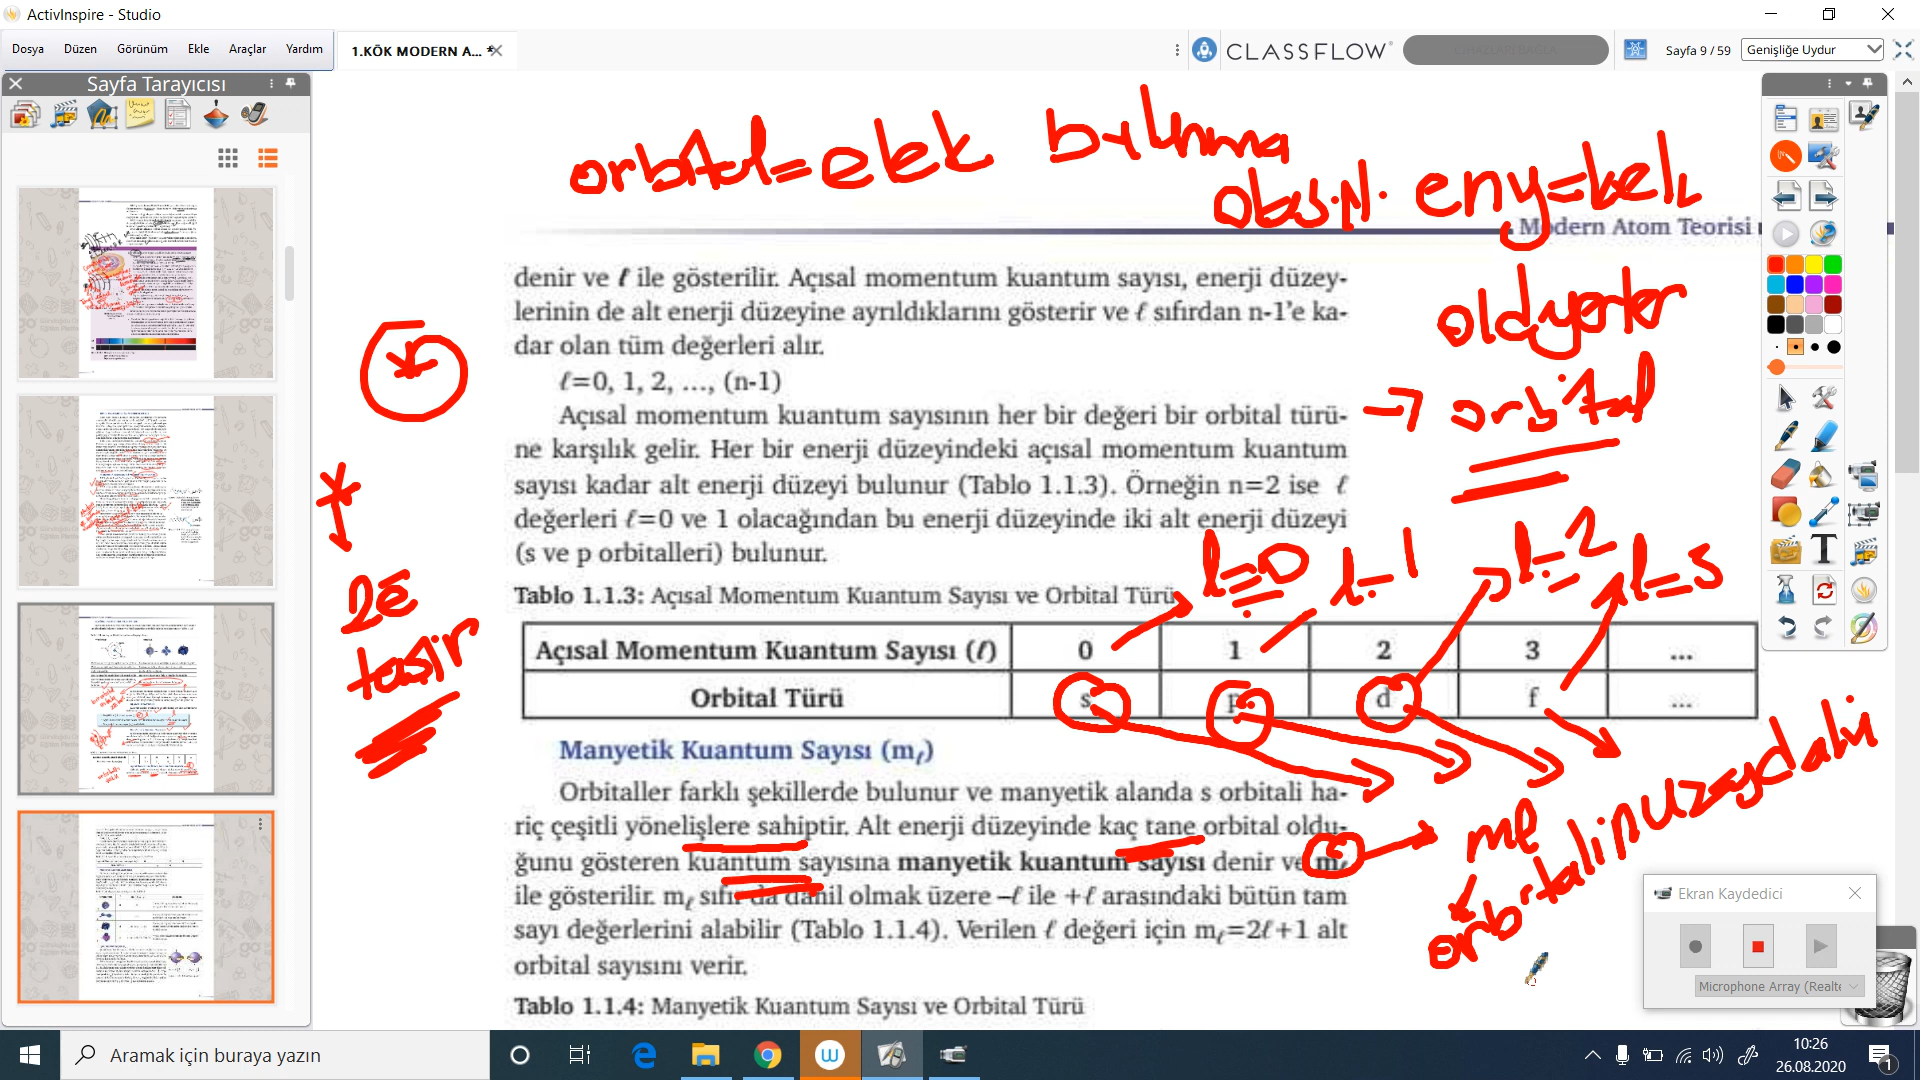 ActivInspire - Studio
Dosya Düzen Görünüm Ekle Araçlar Yardım
1.KÖK MODERN A... *
CLASSFLOW
Sayfa 9 / 59
Genişliğe Uydur
Sayfa Tarayıcısı
orbital=elek bulunma
olas.N. eny=bek
Modern Atom Teorisi
old yerler
→ orbital
denir ve ℓ ile gösterilir. Açısal momentum kuantum sayısı, enerji düzey-
lerinin de alt enerji düzeyine ayrıldıklarını gösterir ve ℓ sıfırdan n-1'e ka-
dar olan tüm değerleri alır.
ℓ=0, 1, 2, ..., (n-1)
Açısal momentum kuantum sayısının her bir değeri bir orbital türü-
ne karşılık gelir. Her bir enerji düzeyindeki açısal momentum kuantum
sayısı kadar alt enerji düzeyi bulunur (Tablo 1.1.3). Örneğin n=2 ise ℓ
değerleri ℓ=0 ve 1 olacağından bu enerji düzeyinde iki alt enerji düzeyi
(s ve p orbitalleri) bulunur.
l=0 l=1 l=2 l=3
Tablo 1.1.3: Açısal Momentum Kuantum Sayısı ve Orbital Türü
Açısal Momentum Kuantum Sayısı (ℓ) 0 1 2 3 ...
Orbital Türü s p d f ...
Manyetik Kuantum Sayısı (mℓ)
Orbitaller farklı şekillerde bulunur ve manyetik alanda s orbitali ha-
riç çeşitli yönelişlere sahiptir. Alt enerji düzeyinde kaç tane orbital oldu-
ğunu gösteren kuantum sayısına manyetik kuantum sayısı denir ve mℓ
ile gösterilir. mℓ sıfır da dahil olmak üzere –ℓ ile +ℓ arasındaki bütün tam
sayı değerlerini alabilir (Tablo 1.1.4). Verilen ℓ değeri için mℓ=2ℓ+1 alt
orbital sayısını verir.
Tablo 1.1.4: Manyetik Kuantum Sayısı ve Orbital Türü
mℓ
orbitalin uzaydaki
orb
Ekran Kaydedici
Microphone Array (Realte
Aramak için buraya yazın
10:26
26.08.2020
1